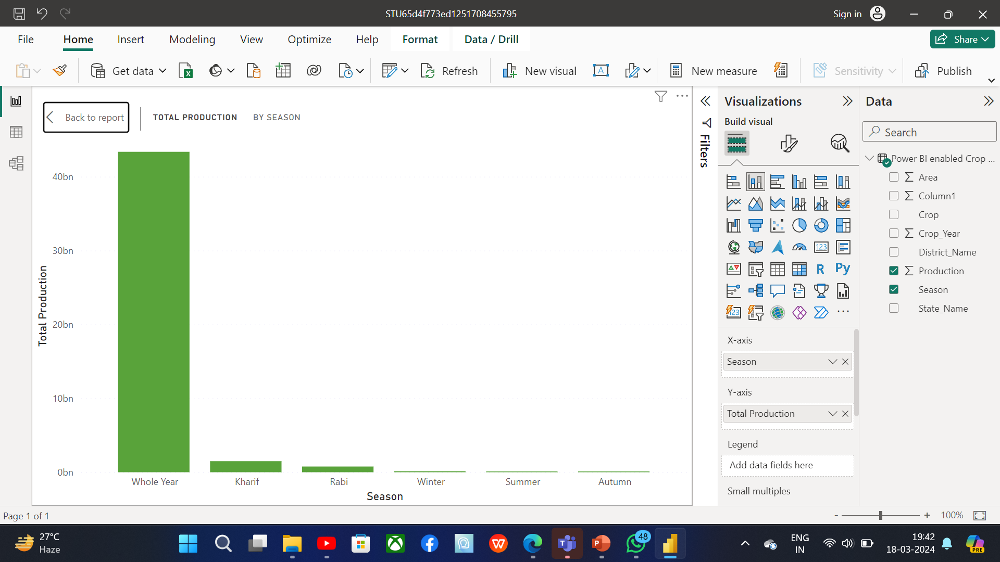 STU65d4f773ed1251708455795
Sign in
File Home Insert Modeling View Optimize Help Format Data / Drill Share
Get data Refresh New visual New measure Sensitivity Publish
Back to report TOTAL PRODUCTION BY SEASON
40bn
30bn
20bn
10bn
0bn
Total Production
Whole Year Kharif Rabi Winter Summer Autumn
Season
Filters
Visualizations
Build visual
123
R Py
123
X-axis
Season
Y-axis
Total Production
Legend
Add data fields here
Small multiples
Data
Search
Power BI enabled Crop ...
Σ Area
Σ Column1
Crop
Σ Crop_Year
District_Name
Σ Production
Season
State_Name
Page 1 of 1
- + 100%
27°C
Haze
48
ENG
IN
19:42
18-03-2024
PRE